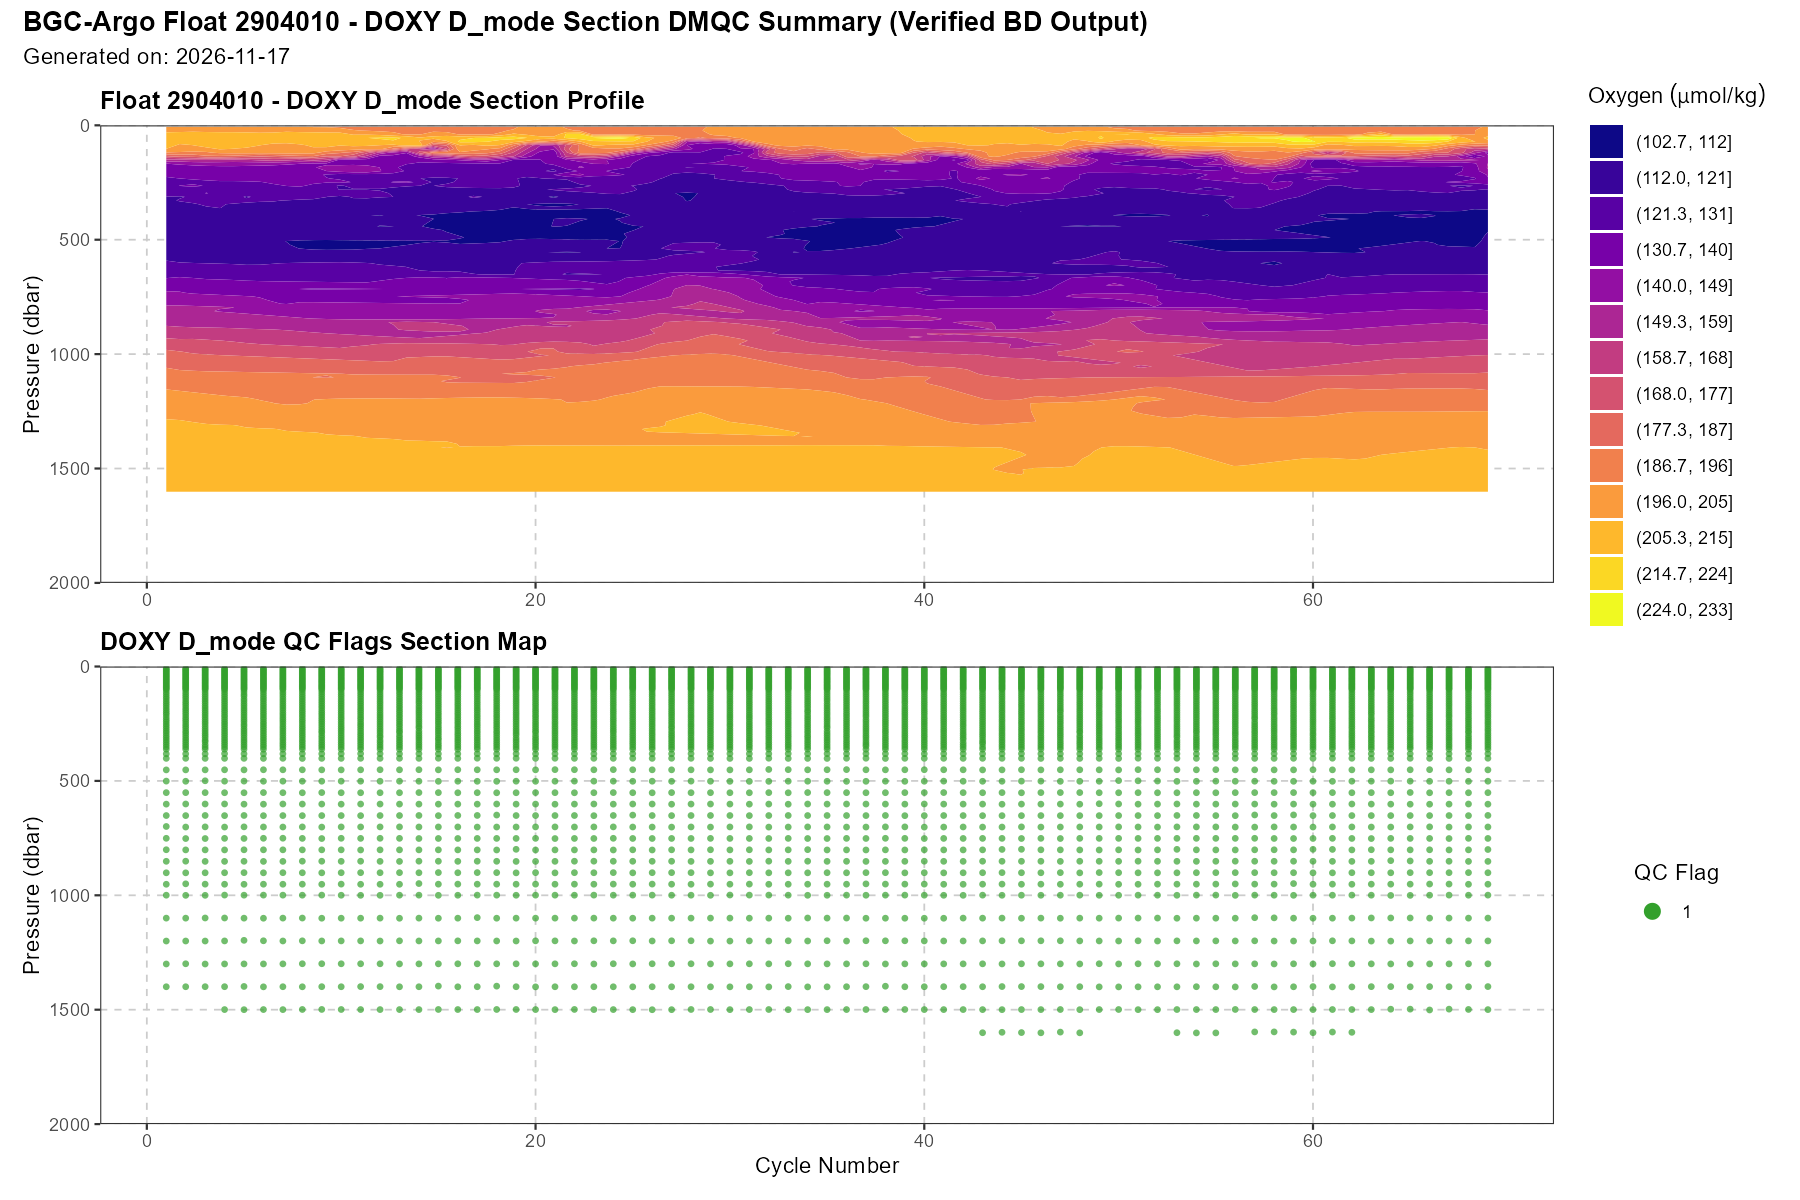 BGC-Argo Float 2904010 - DOXY D_mode Section DMQC Summary (Verified BD Output)
Generated on: 2026-11-17
Float 2904010 - DOXY D_mode Section Profile
Pressure (dbar)
0
500
1000
1500
2000
0 20 40 60
Oxygen (μmol/kg)
(102.7, 112]
(112.0, 121]
(121.3, 131]
(130.7, 140]
(140.0, 149]
(149.3, 159]
(158.7, 168]
(168.0, 177]
(177.3, 187]
(186.7, 196]
(196.0, 205]
(205.3, 215]
(214.7, 224]
(224.0, 233]
DOXY D_mode QC Flags Section Map
Pressure (dbar)
0
500
1000
1500
2000
0 20 40 60
Cycle Number
QC Flag
1